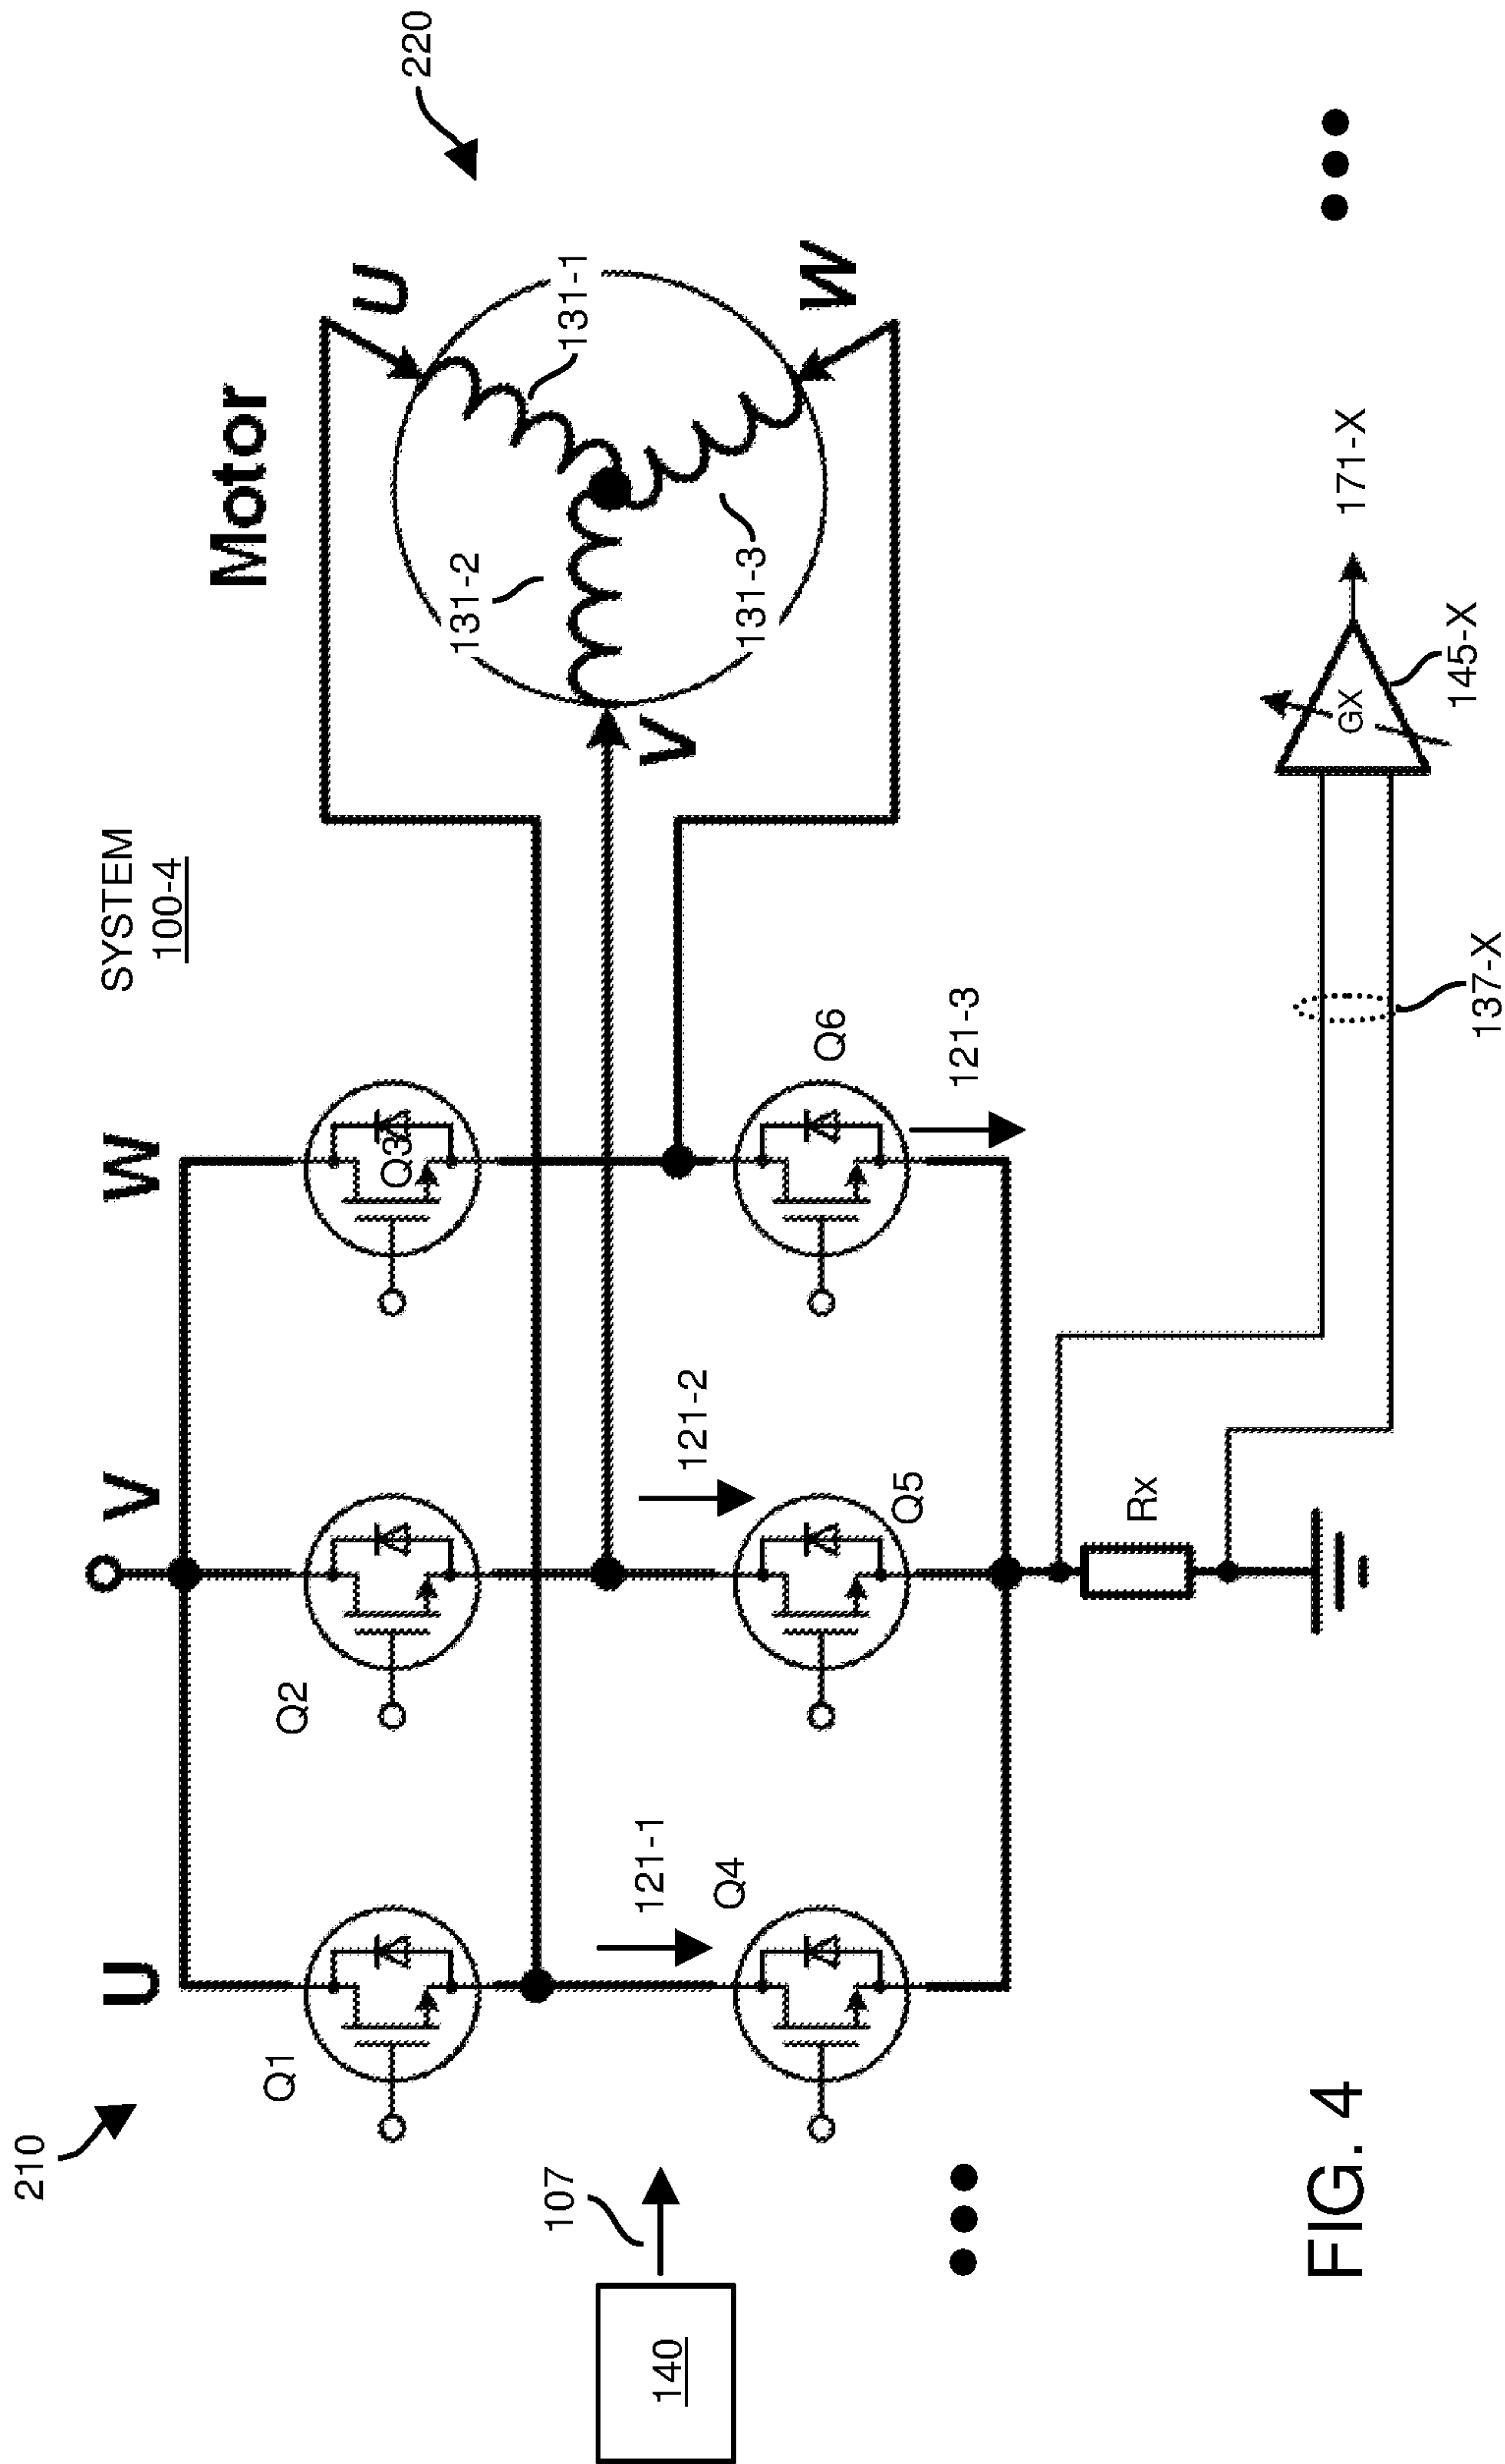 210
U
V
W
SYSTEM
100-4
Motor
220
Q1
Q2
Q3
U
131-1
131-2
131-3
V
W
107
140
121-1
121-2
121-3
Q4
Q5
Q6
Rx
137-X
GX
145-X
171-X
FIG. 4